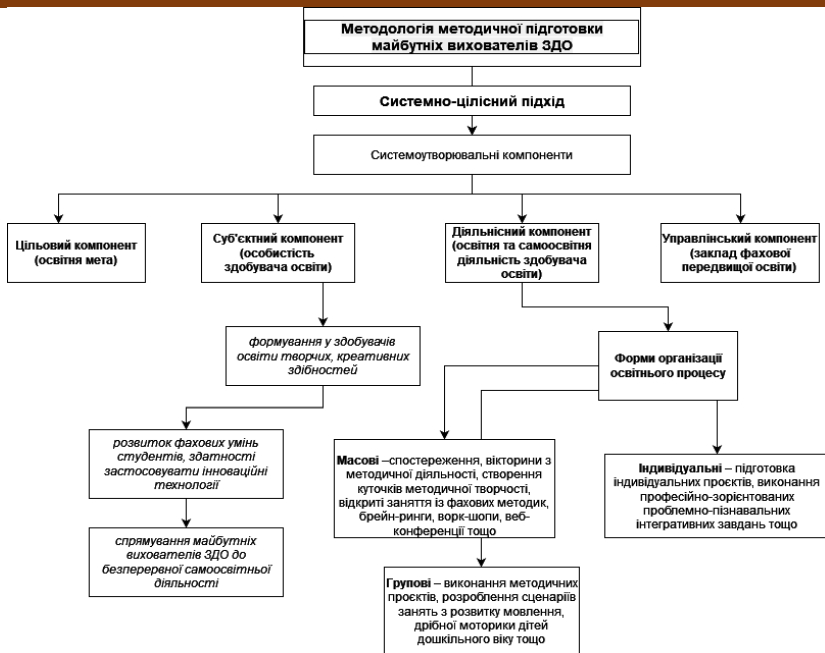 Методологія методичної підготовки
майбутніх вихователів ЗДО
Системно-цілісний підхід
Системоутворювальні компоненти
Цільовий компонент
(освітня мета)
Суб'єктний компонент
(особистість
здобувача освіти)
Діяльнісний компонент
(освітня та самоосвітня
діяльність здобувача
освіти)
Управлінський компонент
(заклад фахової
передвищої освіти)
формування у здобувачів
освіти творчих, креативних
здібностей
Форми організації
освітнього процесу
розвиток фахових умінь
студентів, здатності
застосовувати інноваційні
технології
Масові –спостереження, вікторини з
методичної діяльності, створення
куточків методичної творчості,
відкриті заняття із фахових методик,
брейн-ринги, ворк-шопи, веб-
конференції тощо
Індивідуальні – підготовка
індивідуальних проєктів, виконання
професійно-зорієнтованих
проблемно-пізнавальних
інтегративних завдань тощо
спрямування майбутніх
вихователів ЗДО до
безперервної самоосвітньої
діяльності
Групові – виконання методичних
проєктів, розроблення сценаріїв
занять з розвитку мовлення,
дрібної моторики дітей
дошкільного віку тощо